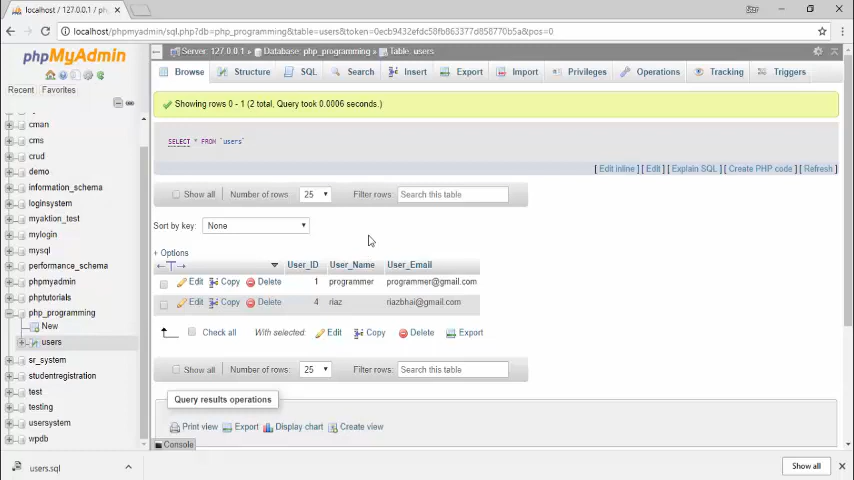 localhost / 127.0.0.1 / ph
localhost/phpmyadmin/sql.php?db=php_programming&table=users&token=0ecb9432efdc58fb863377d858770b5a&pos=0
phpMyAdmin
Recent Favorites
cman
cms
crud
demo
information_schema
loginsystem
myaktion_test
mylogin
mysql
performance_schema
phpmyadmin
phptutorials
php_programming
New
users
sr_system
studentregistration
test
testing
usersystem
wpdb
Server: 127.0.0.1 » Database: php_programming » Table: users
Browse Structure SQL Search Insert Export Import Privileges Operations Tracking Triggers
Showing rows 0 - 1 (2 total, Query took 0.0006 seconds.)
SELECT * FROM `users`
[ Edit inline ] [ Edit ] [ Explain SQL ] [ Create PHP code ] [ Refresh ]
Show all Number of rows: 25 Filter rows: Search this table
Sort by key: None
+ Options
←T→ User_ID User_Name User_Email
Edit Copy Delete 1 programmer programmer@gmail.com
Edit Copy Delete 4 riaz riazbhai@gmail.com
Check all With selected: Edit Copy Delete Export
Show all Number of rows: 25 Filter rows: Search this table
Query results operations
Print view Export Display chart Create view
Console
users.sql Show all